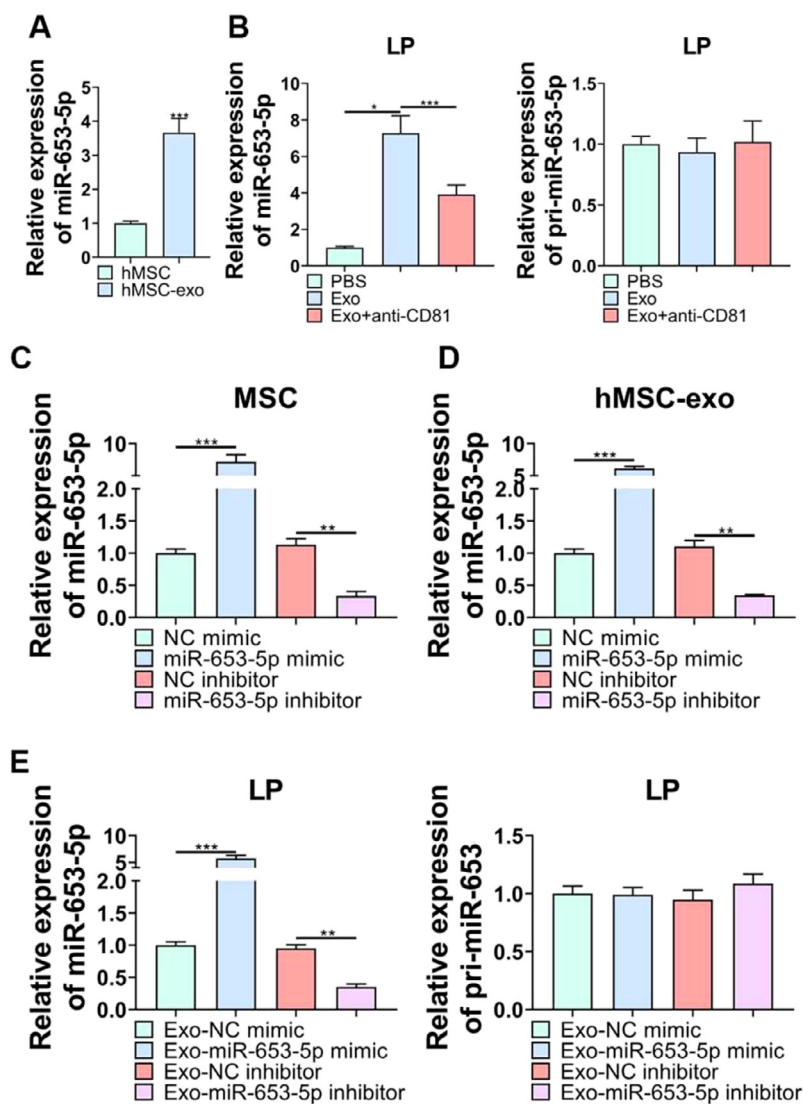 A
Relative expression
of miR-653-5p
5
4
3
2
1
0
***
hMSC
hMSC-exo
B
LP
Relative expression
of miR-653-5p
10
8
6
4
2
0
*
***
PBS
Exo
Exo+anti-CD81
LP
Relative expression
of pri-miR-653-5p
1.5
1.0
0.5
0.0
PBS
Exo
Exo+anti-CD81
C
MSC
Relative expression
of miR-653-5p
10
5
2.0
1.5
1.0
0.5
0.0
***
**
NC mimic
miR-653-5p mimic
NC inhibitor
miR-653-5p inhibitor
D
hMSC-exo
Relative expression
of miR-653-5p
10
5
2.0
1.5
1.0
0.5
0.0
***
**
NC mimic
miR-653-5p mimic
NC inhibitor
miR-653-5p inhibitor
E
LP
Relative expression
of miR-653-5p
10
5
2.0
1.5
1.0
0.5
0.0
***
**
Exo-NC mimic
Exo-miR-653-5p mimic
Exo-NC inhibitor
Exo-miR-653-5p inhibitor
LP
Relative expression
of pri-miR-653
1.5
1.0
0.5
0.0
Exo-NC mimic
Exo-miR-653-5p mimic
Exo-NC inhibitor
Exo-miR-653-5p inhibitor